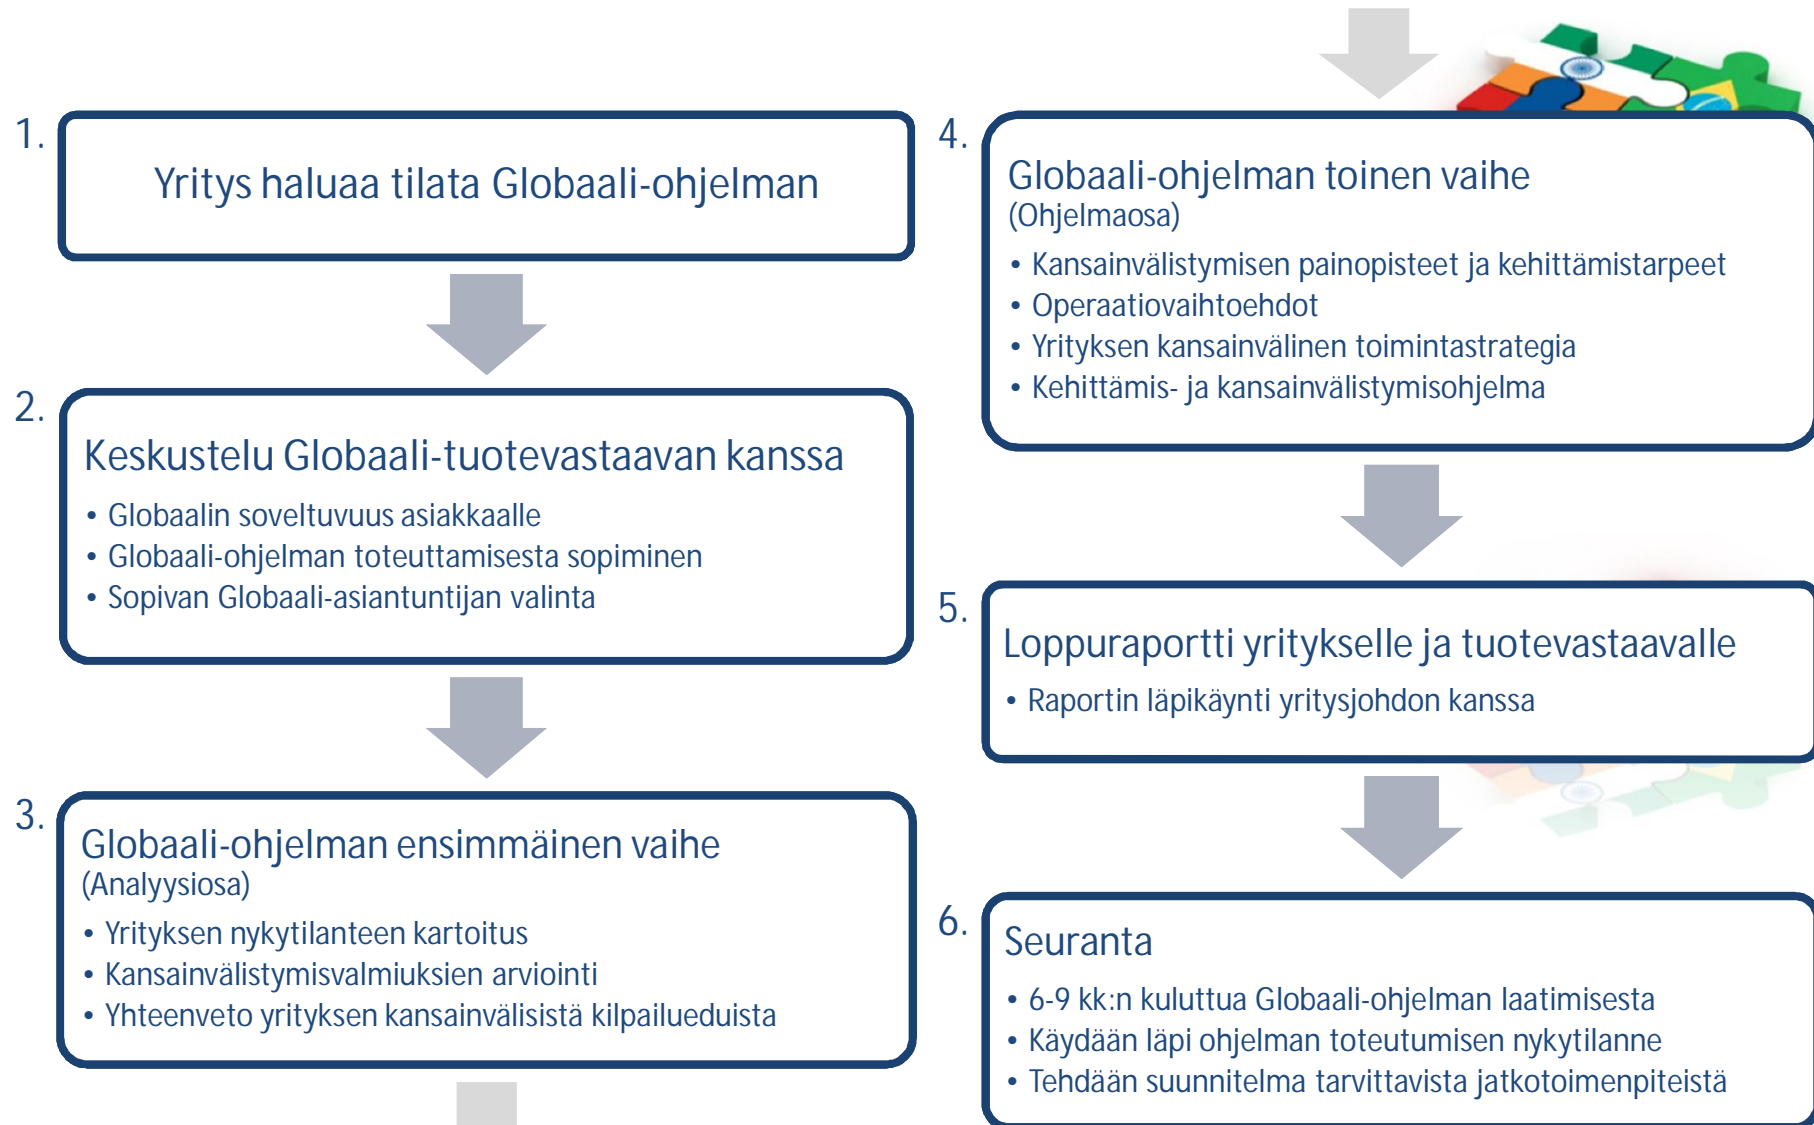 1.
Yritys haluaa tilata Globaali-ohjelman
2.
Keskustelu Globaali-tuotevastaavan kanssa
• Globaalin soveltuvuus asiakkaalle
• Globaali-ohjelman toteuttamisesta sopiminen
• Sopivan Globaali-asiantuntijan valinta
3.
Globaali-ohjelman ensimmäinen vaihe
(Analyysiosa)
• Yrityksen nykytilanteen kartoitus
• Kansainvälistymisvalmiuksien arviointi
• Yhteenveto yrityksen kansainvälisistä kilpailueduista
4.
Globaali-ohjelman toinen vaihe
(Ohjelmaosa)
• Kansainvälistymisen painopisteet ja kehittämistarpeet
• Operaatiovaihtoehdot
• Yrityksen kansainvälinen toimintastrategia
• Kehittämis- ja kansainvälistymisohjelma
5.
Loppuraportti yritykselle ja tuotevastaavalle
• Raportin läpikäynti yritysjohdon kanssa
6.
Seuranta
• 6-9 kk:n kuluttua Globaali-ohjelman laatimisesta
• Käydään läpi ohjelman toteutumisen nykytilanne
• Tehdään suunnitelma tarvittavista jatkotoimenpiteistä